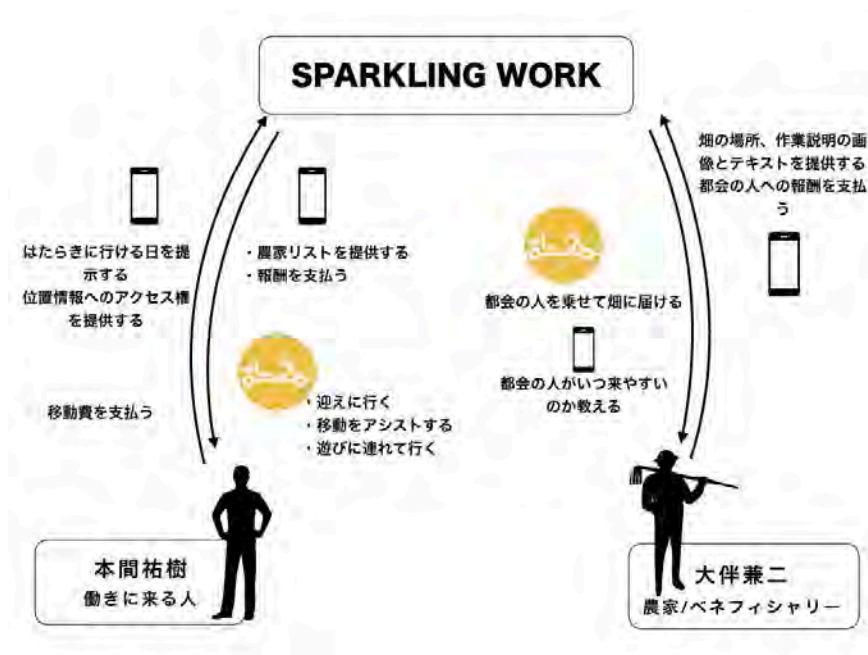 SPARKLING WORK
はたらきに行ける日を提
示する
位置情報へのアクセス権
を提供する
・農家リストを提供する
・報酬を支払う
移動費を支払う
・迎えに行く
・移動をアシストする
・遊びに連れて行く
都会の人を乗せて畑に届ける
都会の人がいつ来やすい
のか教える
畑の場所、作業説明の画
像とテキストを提供する
都会の人への報酬を支払
う
本間祐樹
働きに来る人
大伴兼二
農家/ベネフィシャリー